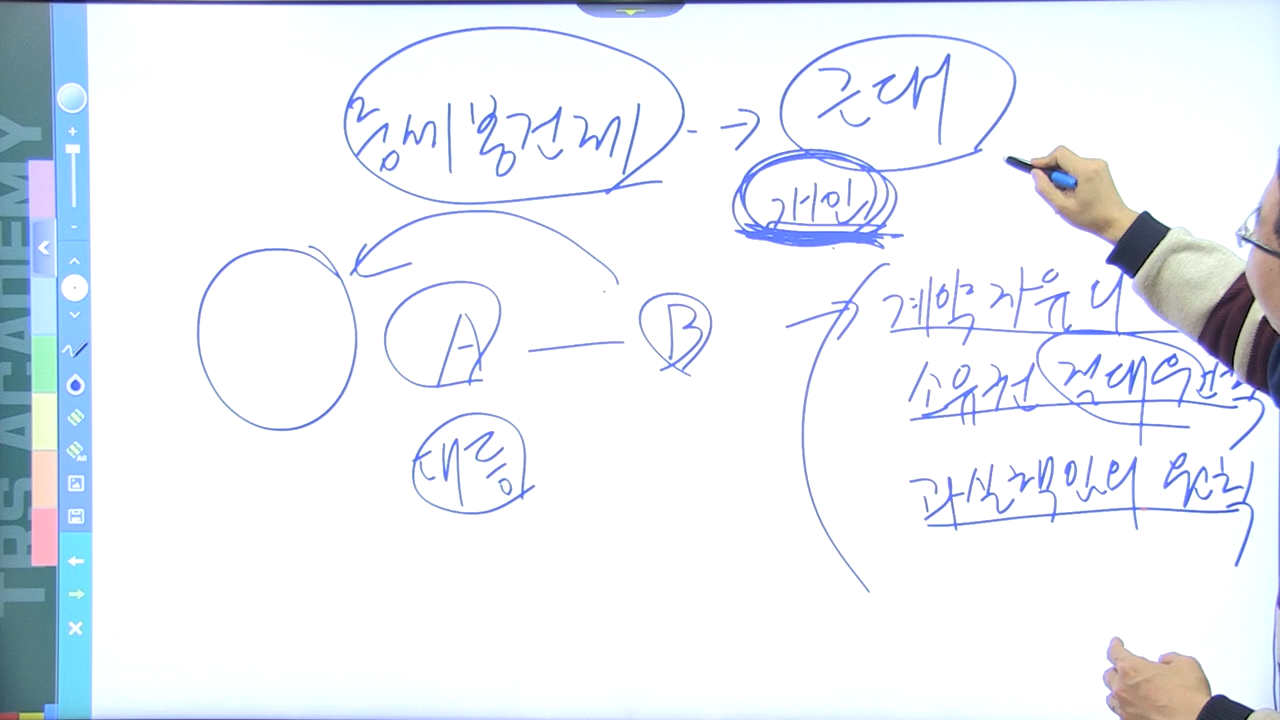 중세봉건제 → 근대
개인
A — B
대등
계약자유의
소유권 절대원칙
과실책임의 원칙
TBS ACADEMY
All